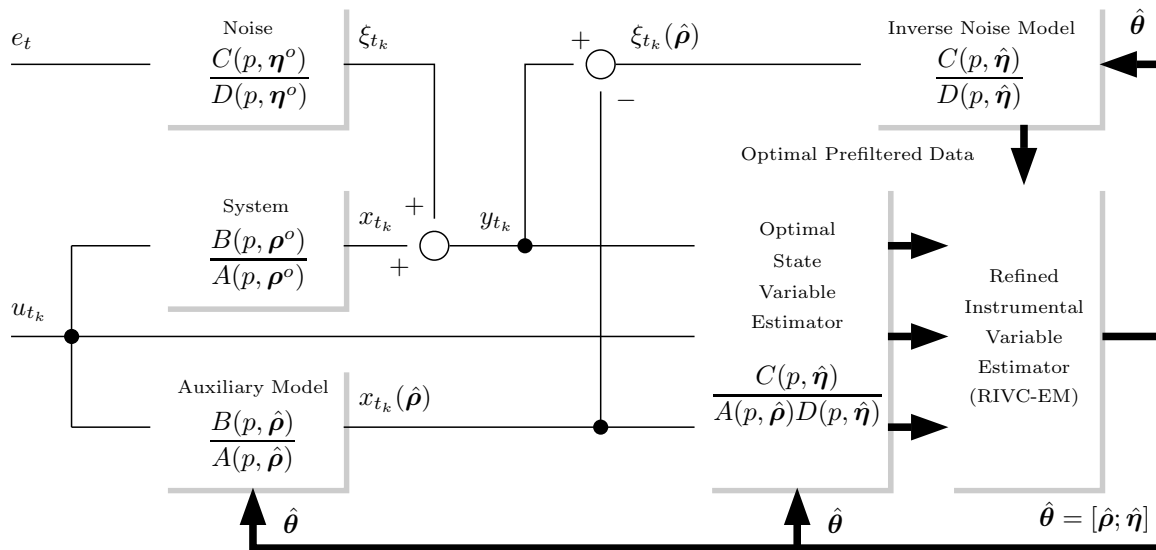 Noise
Inverse Noise Model
e_t
ξ_{t_k}
+
ξ_{t_k}(ρ̂)
θ̂
C(p, η^o)
D(p, η^o)
C(p, η̂)
D(p, η̂)
−
Optimal Prefiltered Data
System
x_{t_k}
+
+
y_{t_k}
B(p, ρ^o)
A(p, ρ^o)
Optimal
State
Variable
Estimator
C(p, η̂)
A(p, ρ̂)D(p, η̂)
Refined
Instrumental
Variable
Estimator
(RIVC-EM)
u_{t_k}
Auxiliary Model
x_{t_k}(ρ̂)
B(p, ρ̂)
A(p, ρ̂)
θ̂
θ̂
θ̂ = [ρ̂; η̂]